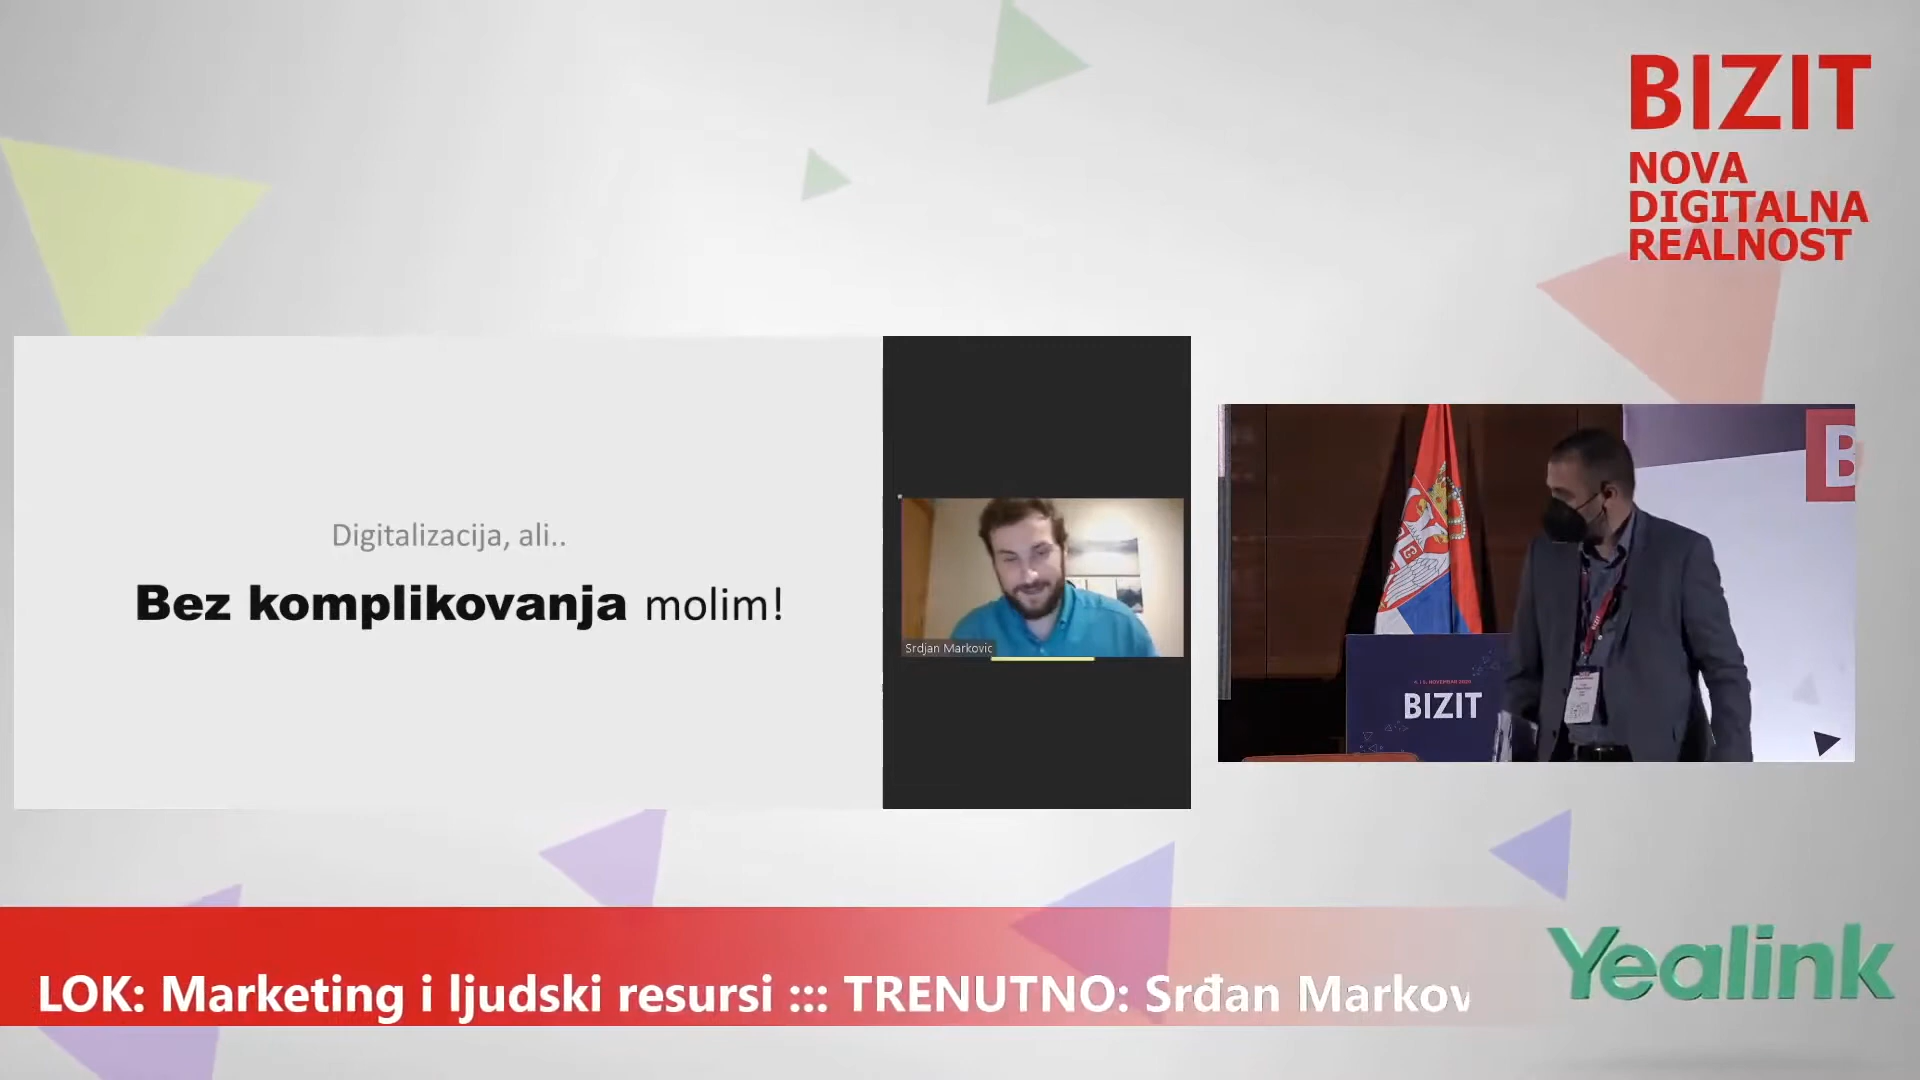 BIZIT
NOVA
DIGITALNA
REALNOST
Digitalizacija, ali..
Bez komplikovanja molim!
Srdjan Markovic
B
BIZIT
LOK: Marketing i ljudski resursi ::: TRENUTNO: Srđan Markov
Yealink